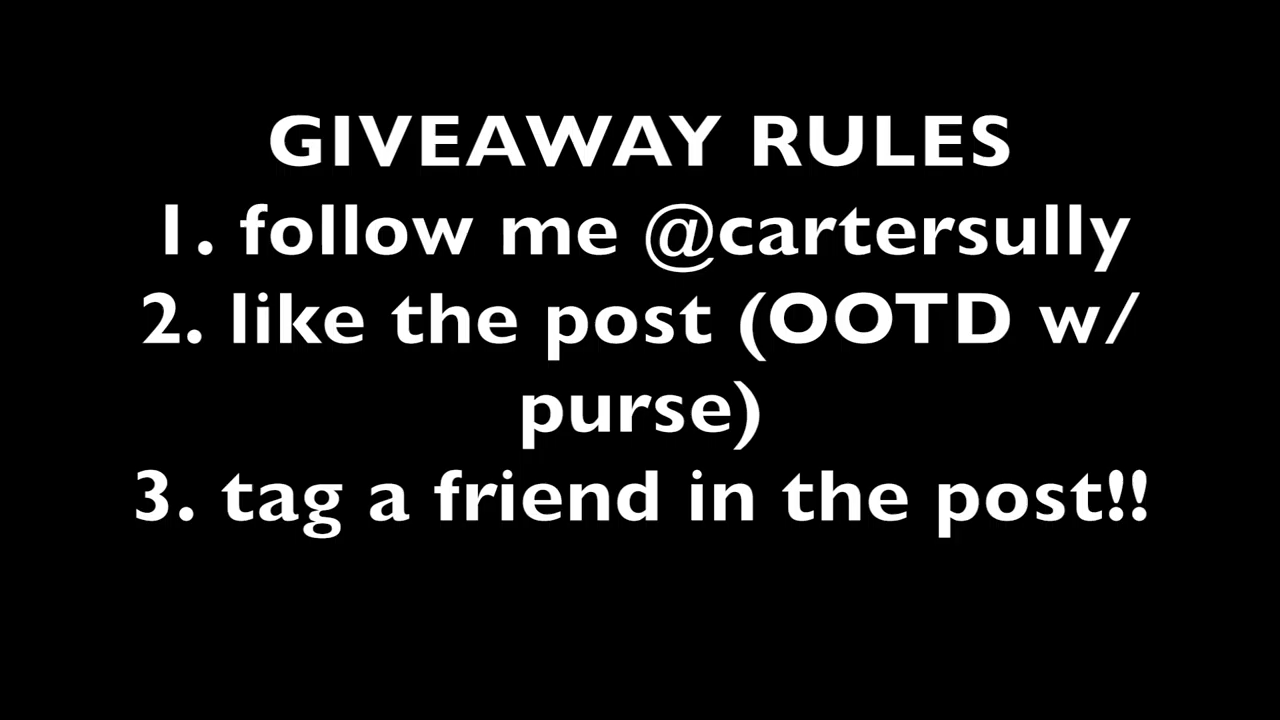 GIVEAWAY RULES
1. follow me @cartersully
2. like the post (OOTD w/
purse)
3. tag a friend in the post!!